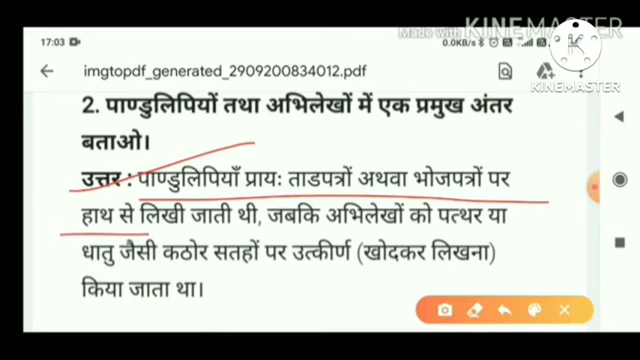 Made with KINEMASTER
17:03 0.0KB/s
KINEMASTER
imgtopdf_generated_2909200834012.pdf
2. पाण्डुलिपियों तथा अभिलेखों में एक प्रमुख अंतर
बताओ।
उत्तर : पाण्डुलिपियाँ प्रायः ताडपत्रों अथवा भोजपत्रों पर
हाथ से लिखी जाती थी, जबकि अभिलेखों को पत्थर या
धातु जैसी कठोर सतहों पर उत्कीर्ण (खोदकर लिखना)
किया जाता था।